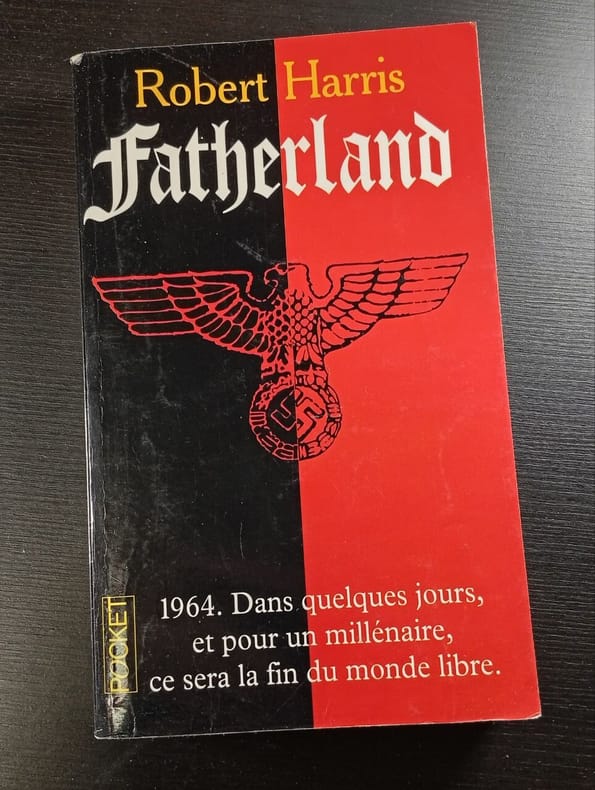 Robert Harris
Fatherland
1964. Dans quelques jours,
et pour un millénaire,
ce sera la fin du monde libre.
POCKET